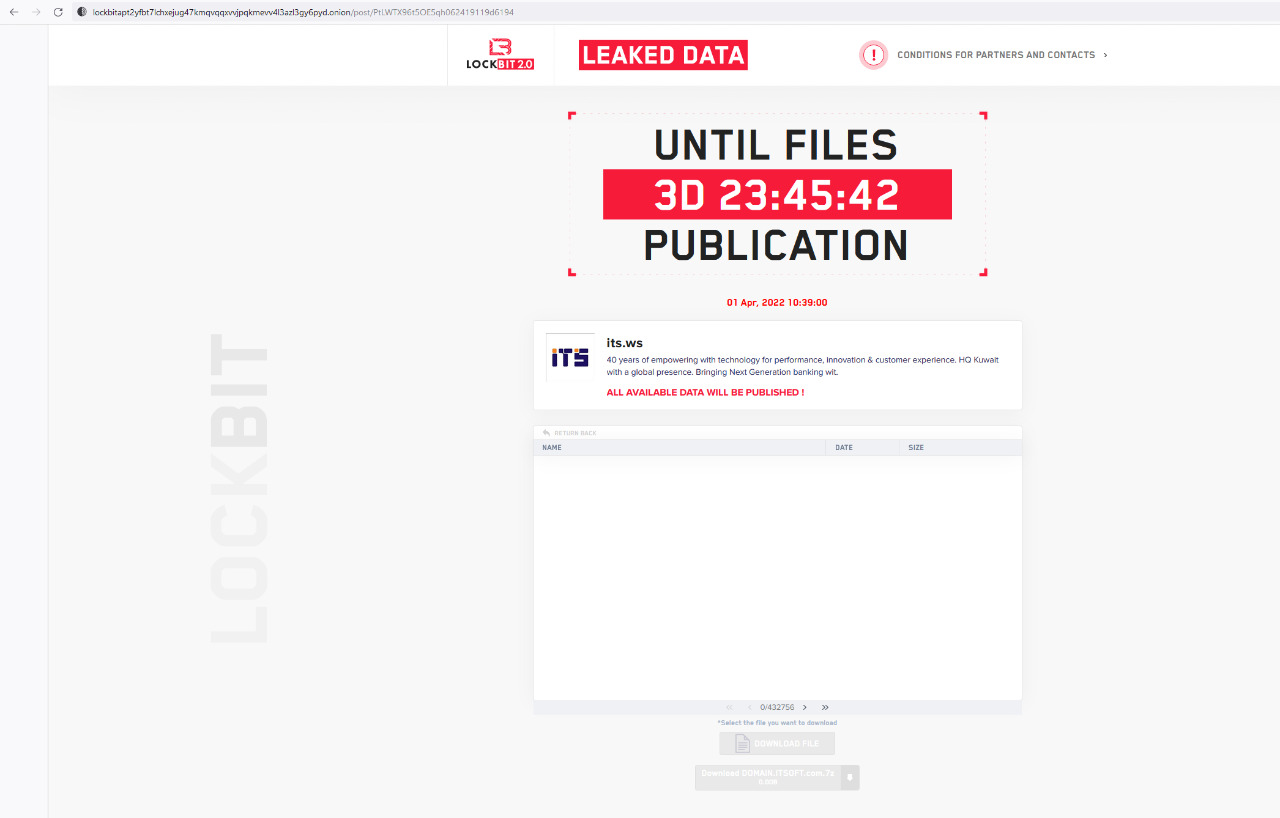 lockbitapt2yfbt7lchxejug47kmqvqqxvvjpqkmevv4l3azl3gy6pyd.onion/post/PtLWTX96t5OE5qh062419119d6194
LOCKBIT 2.0
LEAKED DATA
CONDITIONS FOR PARTNERS AND CONTACTS
UNTIL FILES
3D 23:45:42
PUBLICATION
01 Apr, 2022 10:39:00
LOCKBIT
iTS
its.ws
40 years of empowering with technology for performance, innovation & customer experience. HQ Kuwait
with a global presence. Bringing Next Generation banking wit.
ALL AVAILABLE DATA WILL BE PUBLISHED !
RETURN BACK
NAME DATE SIZE
0/432756
*Select the file you want to download
DOWNLOAD FILE
Download DOMAIN.ITSOFT.com.7z